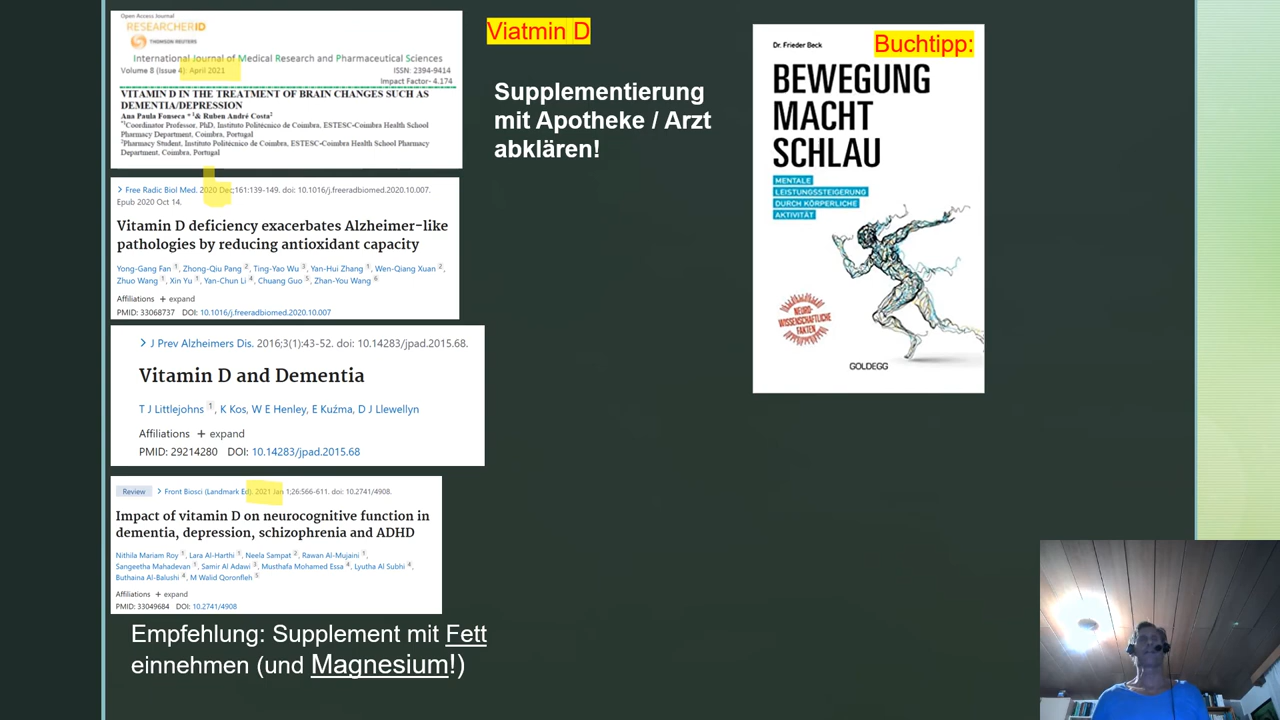 Open Access Journal
RESEARCHERID
THOMSON REUTERS
International Journal of Medical Research and Pharmaceutical Sciences
Volume 8 (Issue 4): April 2021 ISSN: 2394-9414
Impact Factor- 4.174
VITAMIN D IN THE TREATMENT OF BRAIN CHANGES SUCH AS
DEMENTIA/DEPRESSION
Ana Paula Fonseca *1& Ruben André Costa2
*1Coordinator Professor, PhD, Instituto Politécnico de Coimbra, ESTESC-Coimbra Health School
Pharmacy Department, Coimbra, Portugal
2Pharmacy Student, Instituto Politécnico de Coimbra, ESTESC-Coimbra Health School Pharmacy
Department, Coimbra, Portugal
> Free Radic Biol Med. 2020 Dec;161:139-149. doi: 10.1016/j.freeradbiomed.2020.10.007.
Epub 2020 Oct 14.
Vitamin D deficiency exacerbates Alzheimer-like
pathologies by reducing antioxidant capacity
Yong-Gang Fan 1, Zhong-Qiu Pang 2, Ting-Yao Wu 3, Yan-Hui Zhang 1, Wen-Qiang Xuan 2,
Zhuo Wang 1, Xin Yu 1, Yan-Chun Li 4, Chuang Guo 5, Zhan-You Wang 6
Affiliations + expand
PMID: 33068737 DOI: 10.1016/j.freeradbiomed.2020.10.007
> J Prev Alzheimers Dis. 2016;3(1):43-52. doi: 10.14283/jpad.2015.68.
Vitamin D and Dementia
T J Littlejohns 1, K Kos, W E Henley, E Kuźma, D J Llewellyn
Affiliations + expand
PMID: 29214280 DOI: 10.14283/jpad.2015.68
Review > Front Biosci (Landmark Ed). 2021 Jan 1;26:566-611. doi: 10.2741/4908.
Impact of vitamin D on neurocognitive function in
dementia, depression, schizophrenia and ADHD
Nithila Mariam Roy 1, Lara Al-Harthi 1, Neela Sampat 2, Rawan Al-Mujaini 1,
Sangeetha Mahadevan 1, Samir Al Adawi 3, Musthafa Mohamed Essa 4, Lyutha Al Subhi 4,
Buthaina Al-Balushi 4, M Walid Qoronfleh 5
Affiliations + expand
PMID: 33049684 DOI: 10.2741/4908
Empfehlung: Supplement mit Fett
einnehmen (und Magnesium!)
Viatmin D
Supplementierung
mit Apotheke / Arzt
abklären!
Buchtipp:
Dr. Frieder Beck
BEWEGUNG
MACHT
SCHLAU
MENTALE
LEISTUNGSSTEIGERUNG
DURCH KÖRPERLICHE
AKTIVITÄT
NEURO-
WISSENSCHAFTLICHE
FAKTEN
GOLDEGG